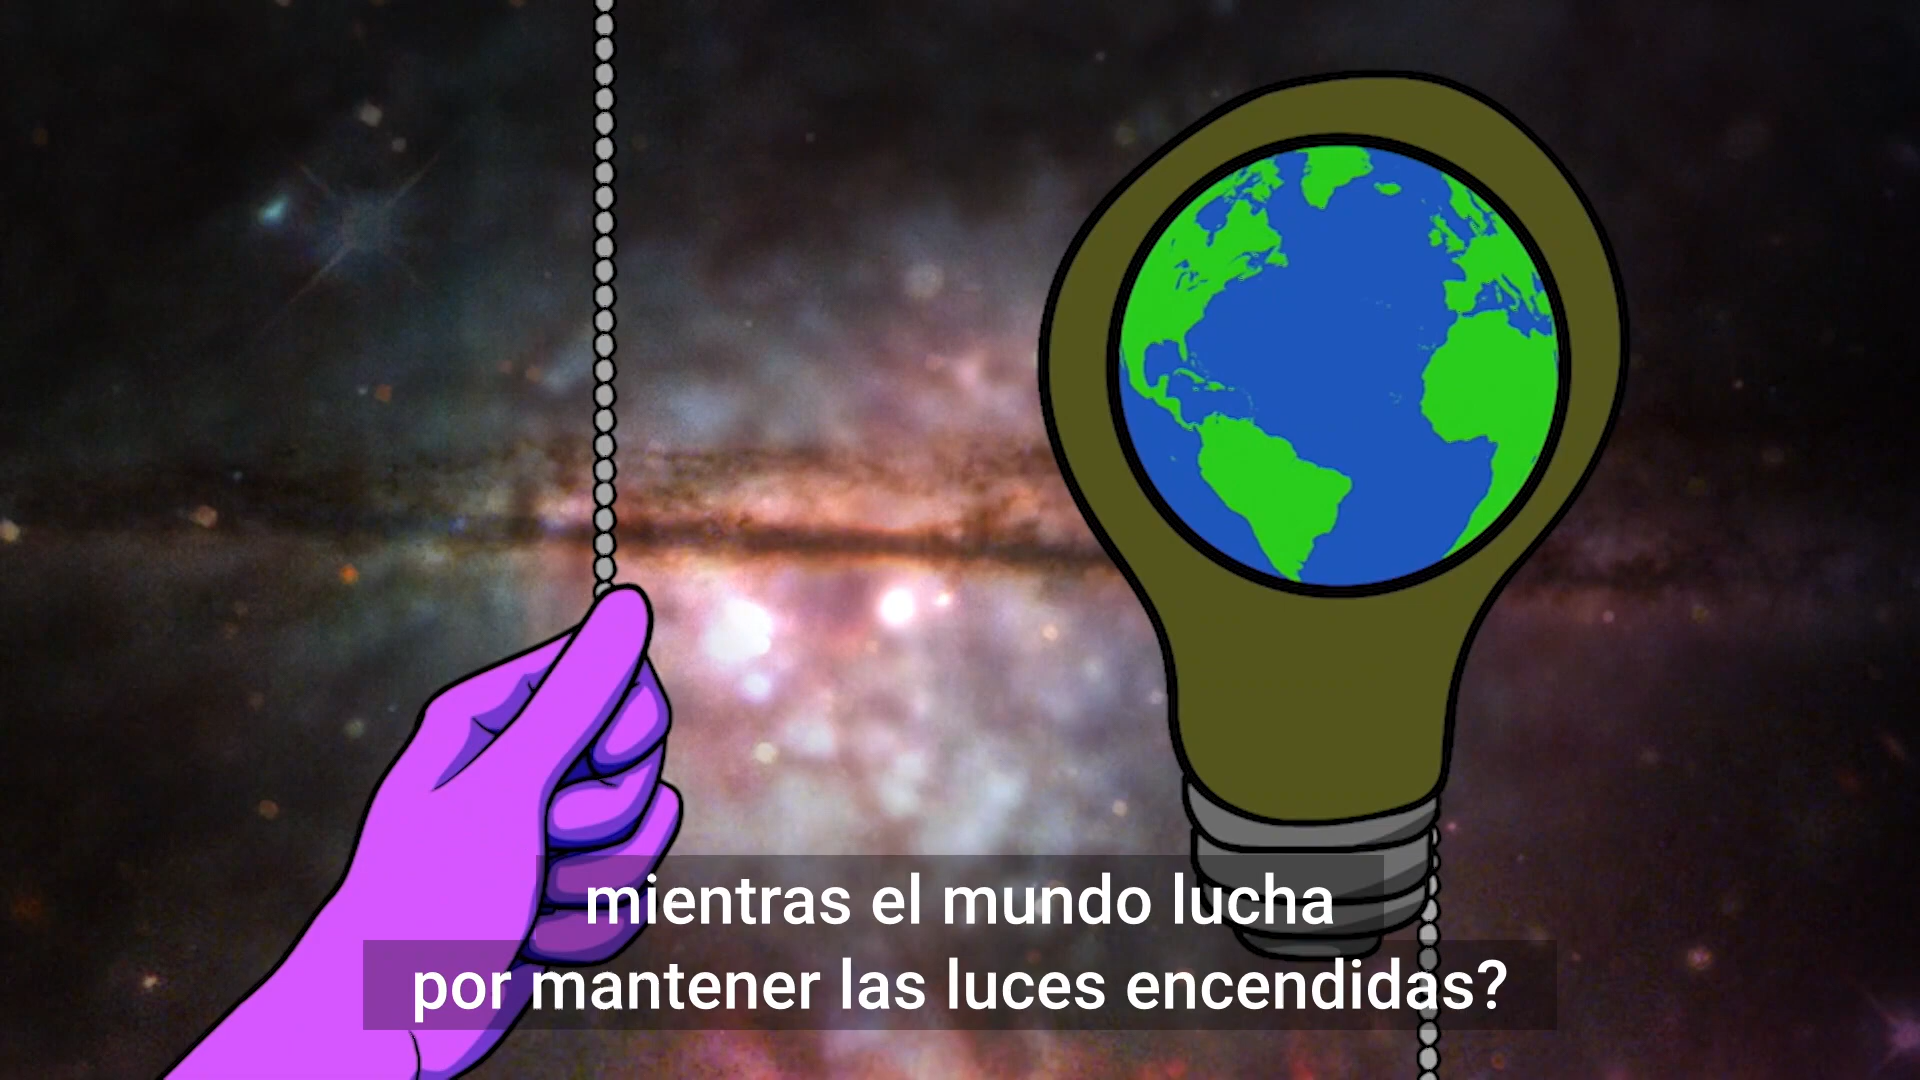 mientras el mundo lucha
por mantener las luces encendidas?